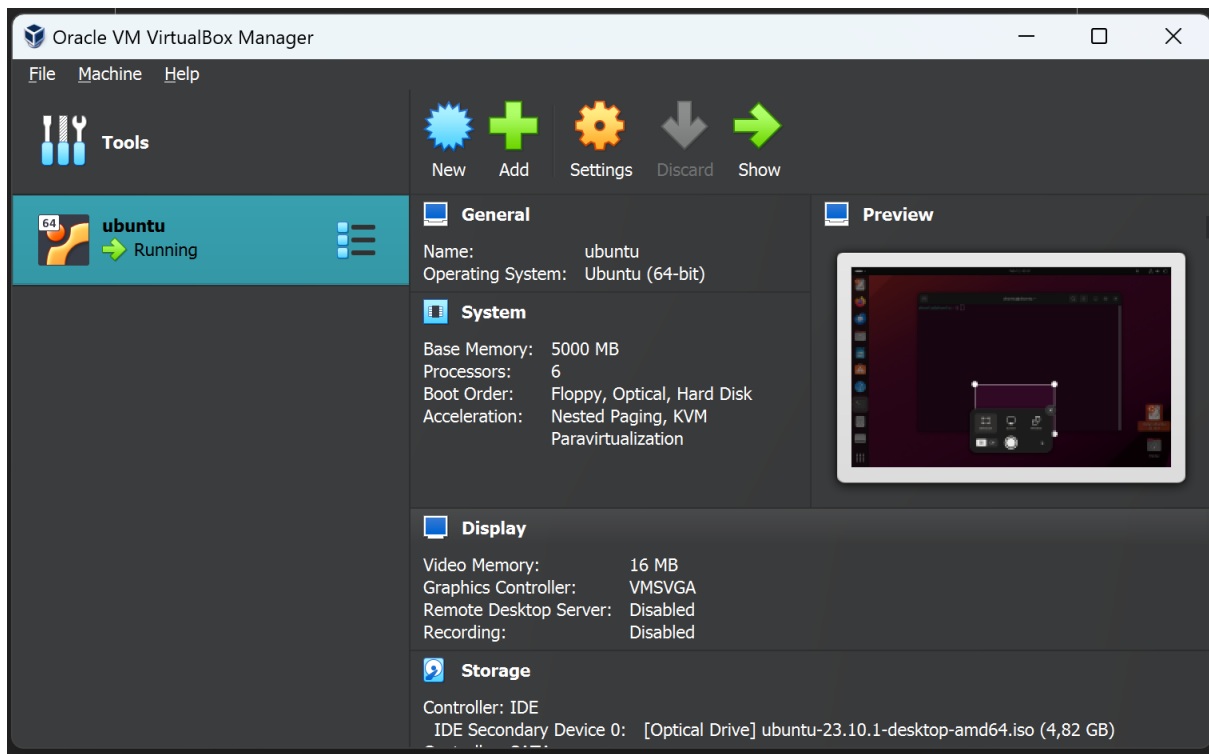 Oracle VM VirtualBox Manager
File Machine Help
Tools
New Add Settings Discard Show
64
ubuntu
Running
General
Name: ubuntu
Operating System: Ubuntu (64-bit)
Preview
System
Base Memory: 5000 MB
Processors: 6
Boot Order: Floppy, Optical, Hard Disk
Acceleration: Nested Paging, KVM
Paravirtualization
Display
Video Memory: 16 MB
Graphics Controller: VMSVGA
Remote Desktop Server: Disabled
Recording: Disabled
Storage
Controller: IDE
IDE Secondary Device 0: [Optical Drive] ubuntu-23.10.1-desktop-amd64.iso (4,82 GB)